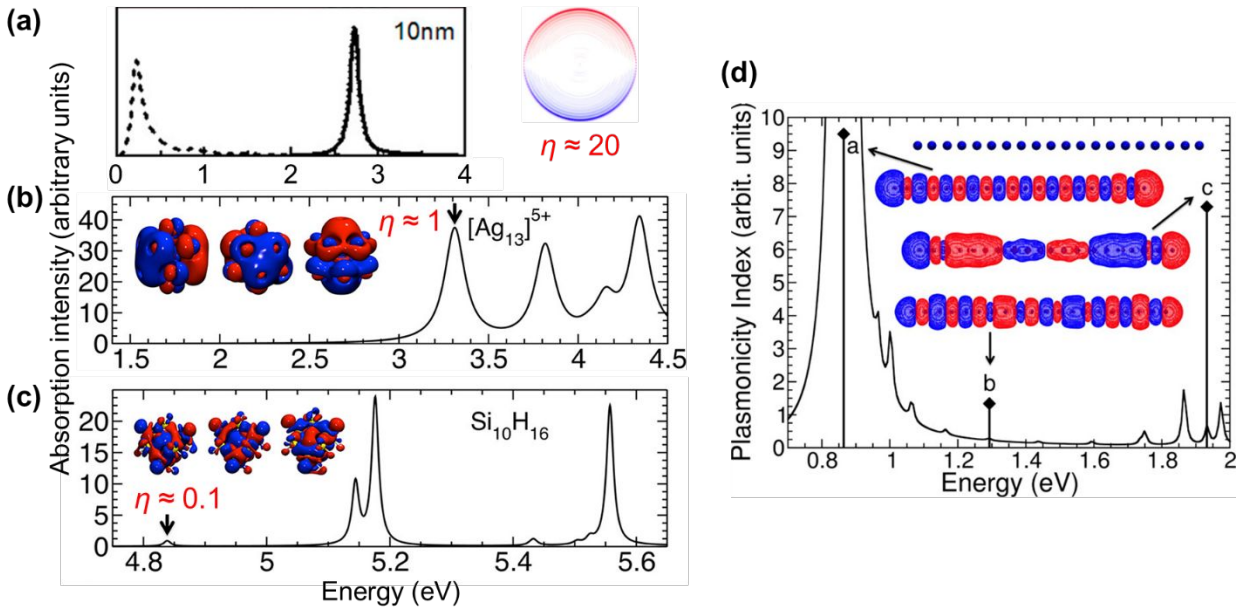 (a)
10nm
η ≈ 20
0 1 2 3 4
Absorption intensity (arbitrary units)
(b)
40
30
20
10
0
η ≈ 1
[Ag13]5+
1.5 2 2.5 3 3.5 4 4.5
(c)
20
15
10
5
0
Si10H16
η ≈ 0.1
4.8 5 5.2 5.4 5.6
Energy (eV)
(d)
Plasmonicity Index (arbit. units)
10
9
8
7
6
5
4
3
2
1
0
a
c
b
0.8 1 1.2 1.4 1.6 1.8 2
Energy (eV)